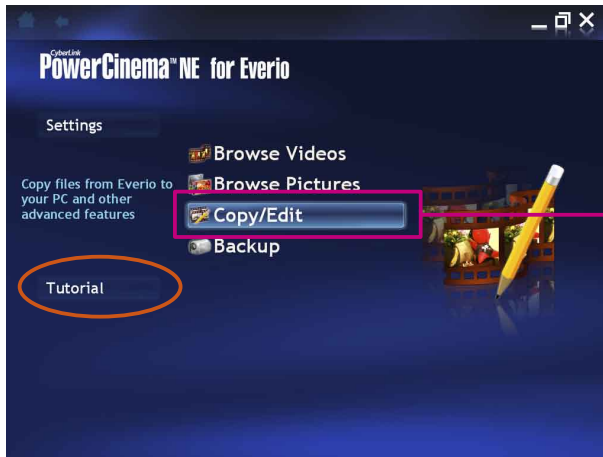 CyberLink
PowerCinema™ NE for Everio
Settings
Browse Videos
Copy files from Everio to
your PC and other
advanced features
Browse Pictures
Copy/Edit
Backup
Tutorial